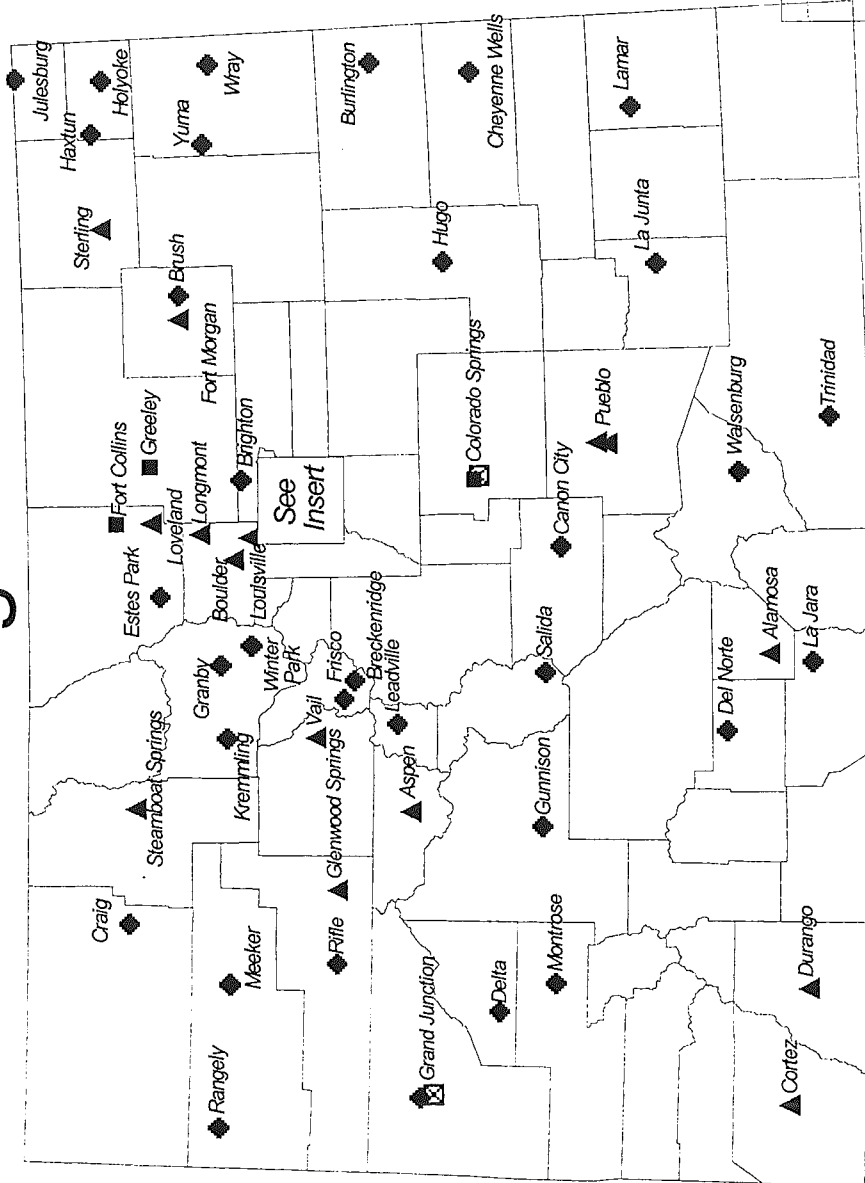 Julesburg
Haxtun
Holyoke
Sterling
Yuma
Wray
Brush
Fort Morgan
Fort Collins
Greeley
Estes Park
Loveland
Longmont
Boulder
Louisville
Brighton
See
Insert
Burlington
Cheyenne Wells
Hugo
Colorado Springs
Lamar
La Junta
Pueblo
Canon City
Walsenburg
Trinidad
Craig
Steamboat Springs
Granby
Kremmling
Winter
Park
Rangely
Meeker
Vail
Frisco
Breckenridge
Leadville
Glenwood Springs
Rifle
Aspen
Grand Junction
Delta
Montrose
Gunnison
Salida
Del Norte
Alamosa
La Jara
Durango
Cortez